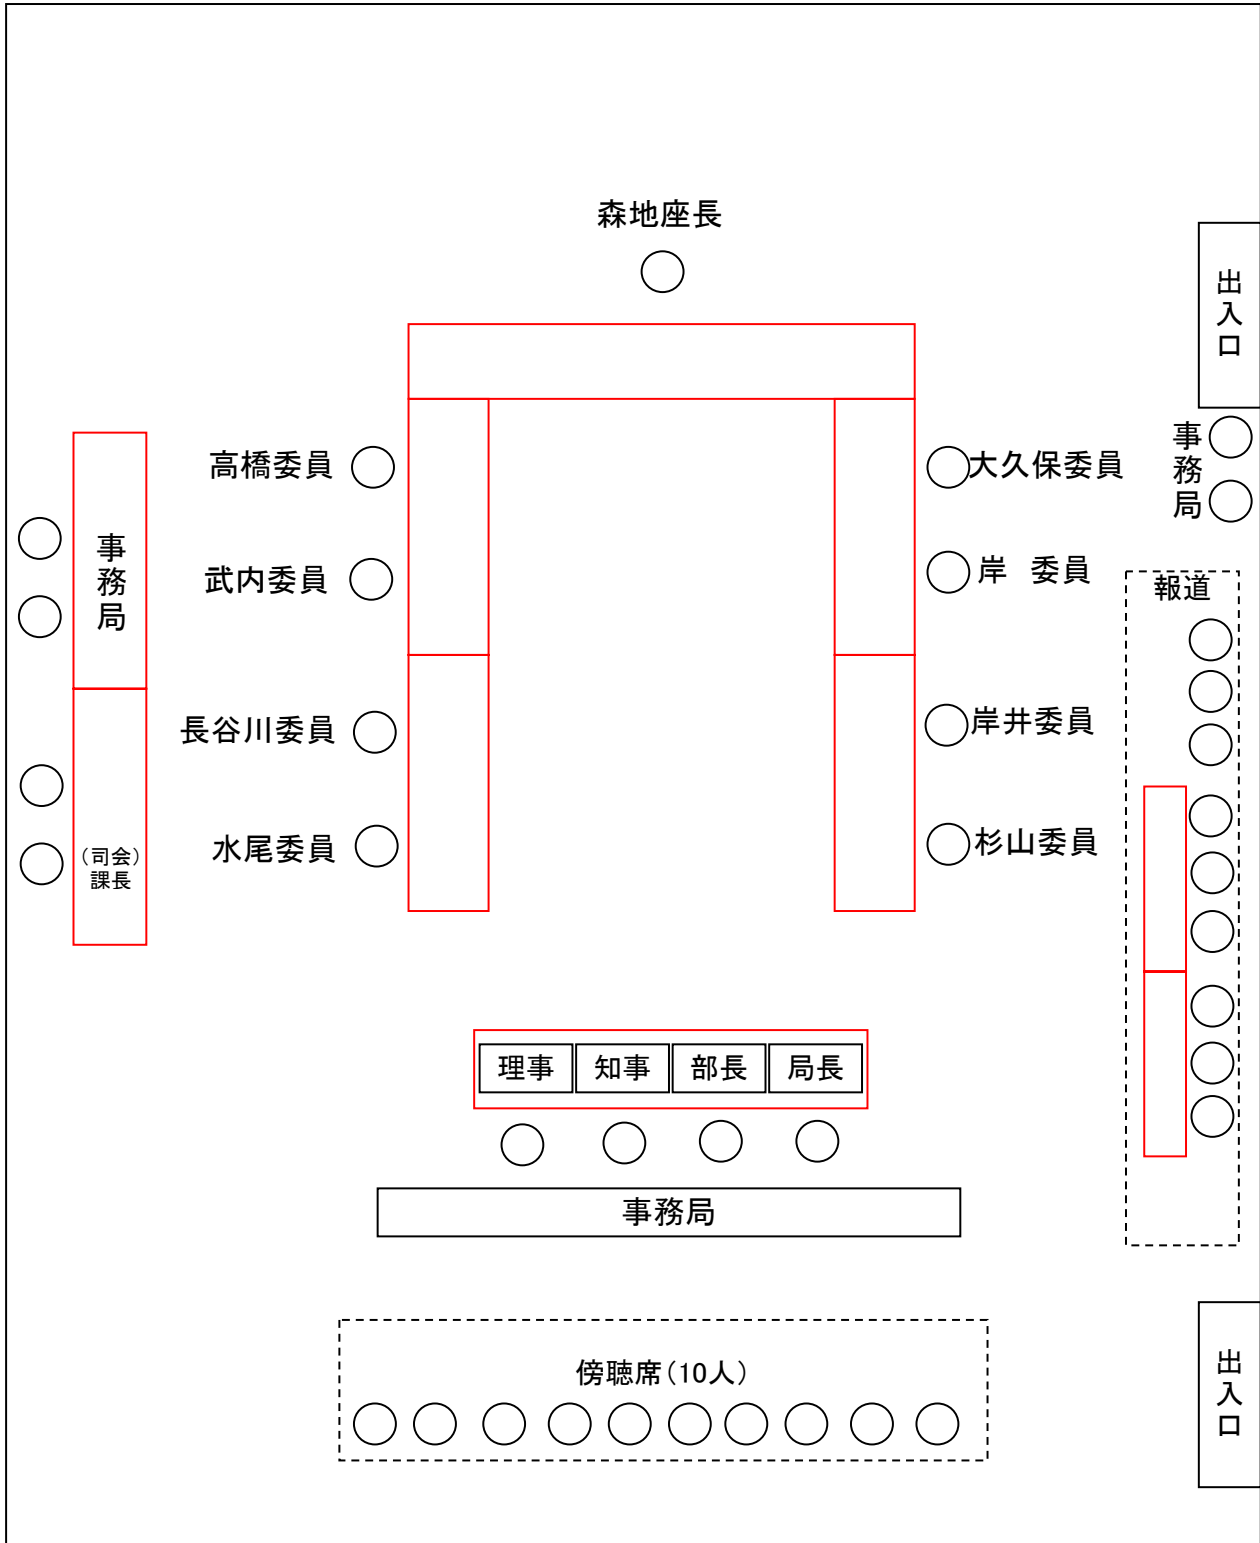 森地座長
出入口
高橋委員
大久保委員
事務局
武内委員
岸　委員
事務局
報道
長谷川委員
岸井委員
水尾委員
杉山委員
（司会）
課長
理事
知事
部長
局長
事務局
傍聴席（10人）
出入口